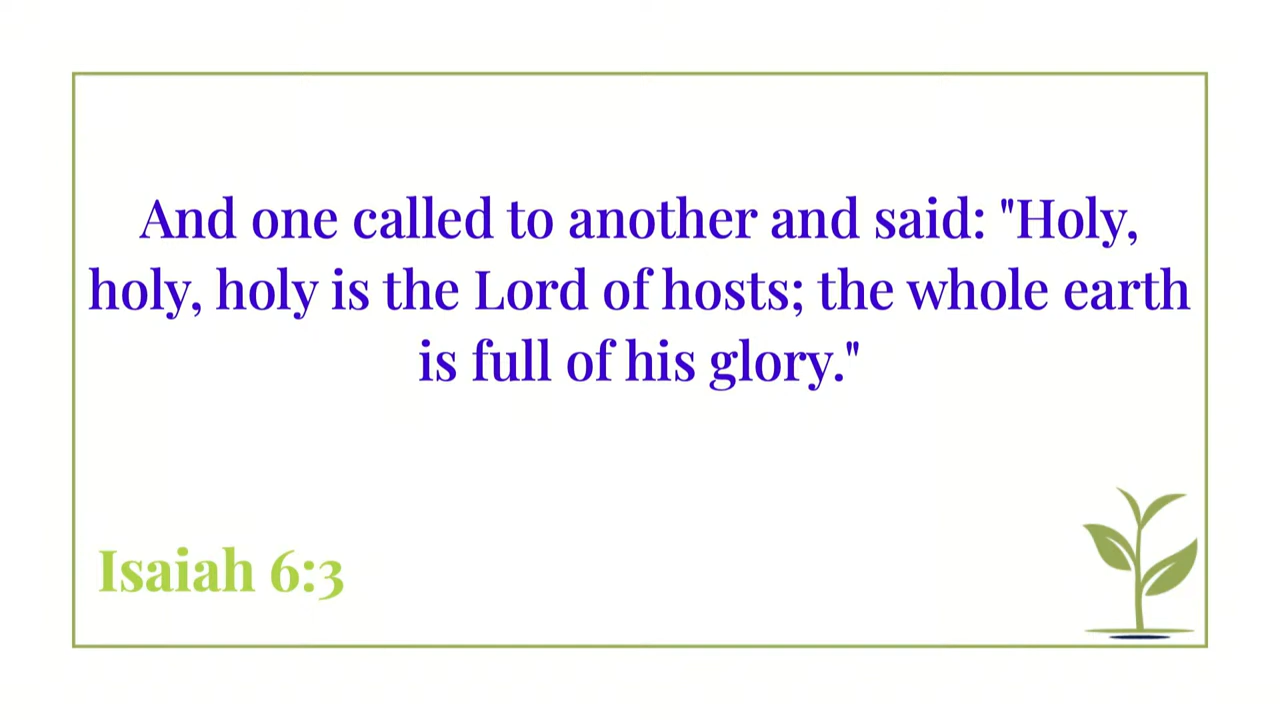 And one called to another and said: "Holy,
holy, holy is the Lord of hosts; the whole earth
is full of his glory."
Isaiah 6:3